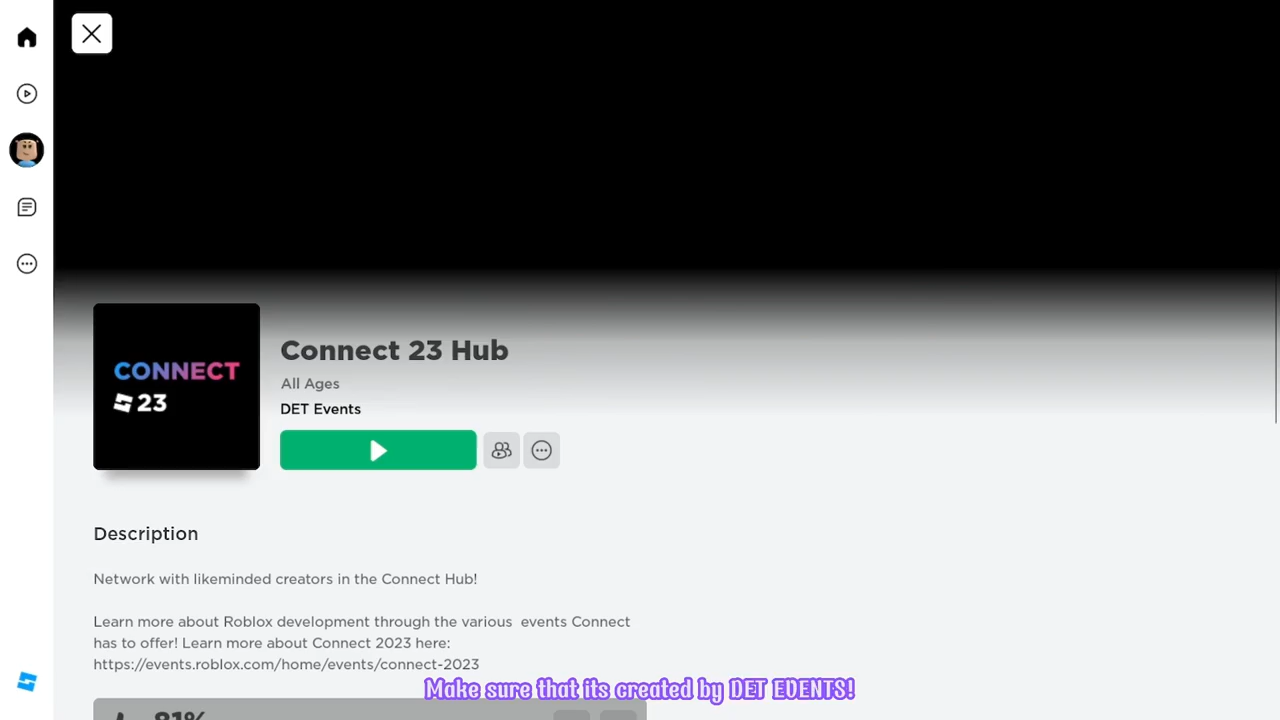 CONNECT
23
Connect 23 Hub
All Ages
DET Events
Description
Network with likeminded creators in the Connect Hub!
Learn more about Roblox development through the various  events Connect
has to offer! Learn more about Connect 2023 here:
https://events.roblox.com/home/events/connect-2023
Make sure that its created by DET EVENTS!
81%